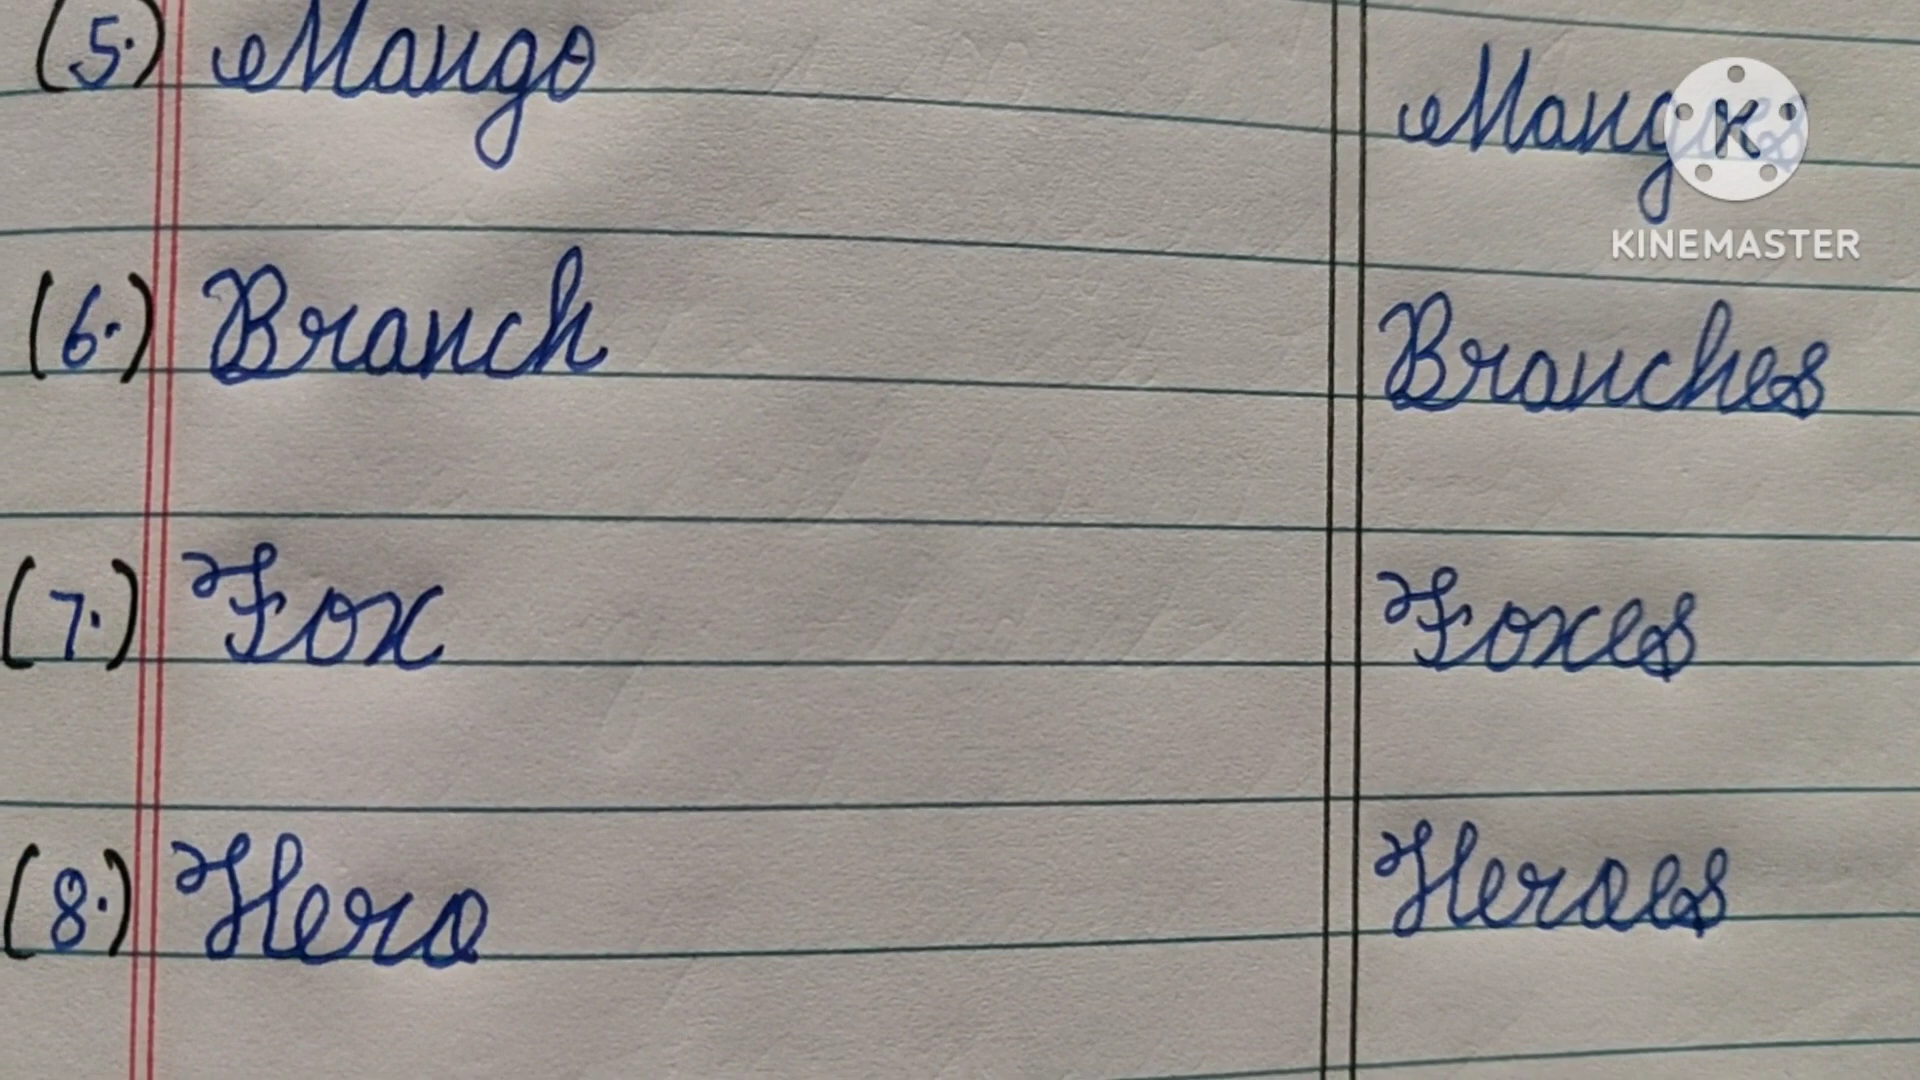 (5.) Mango Mangoes
K
KINEMASTER
(6.) Branch Branches
(7.) Fox Foxes
(8.) Hero Heroes